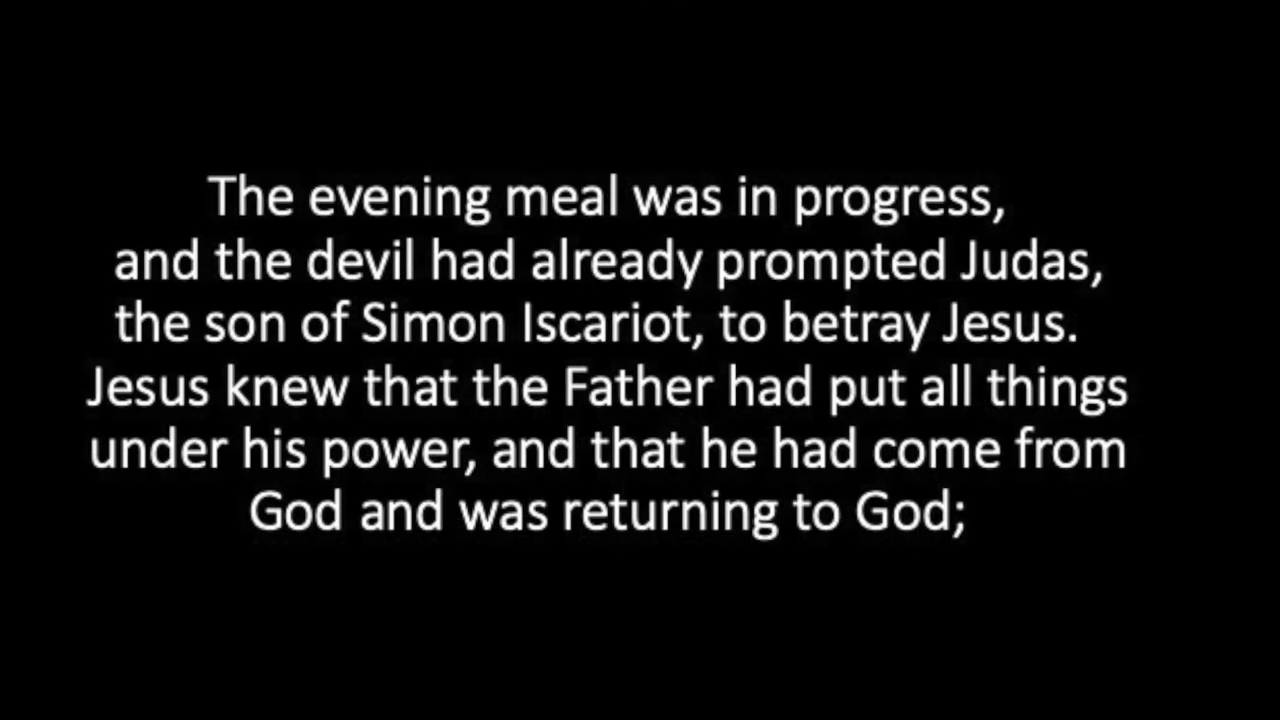 The evening meal was in progress,
and the devil had already prompted Judas,
the son of Simon Iscariot, to betray Jesus.
Jesus knew that the Father had put all things
under his power, and that he had come from
God and was returning to God;